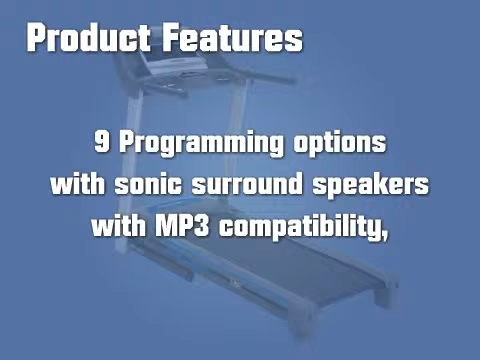 Product Features
9 Programming options
with sonic surround speakers
with MP3 compatibility,